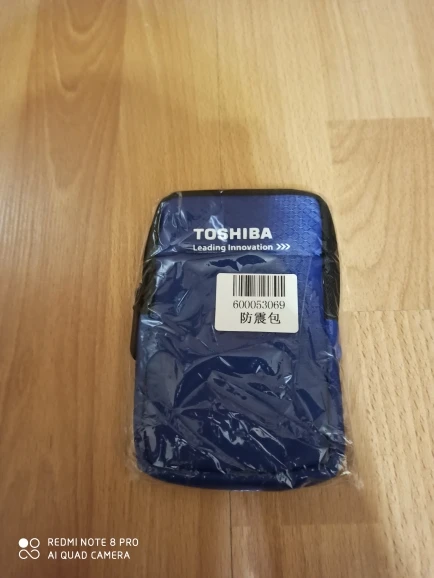 TOSHIBA
Leading Innovation >>>
600053069
防震包
REDMI NOTE 8 PRO
AI QUAD CAMERA